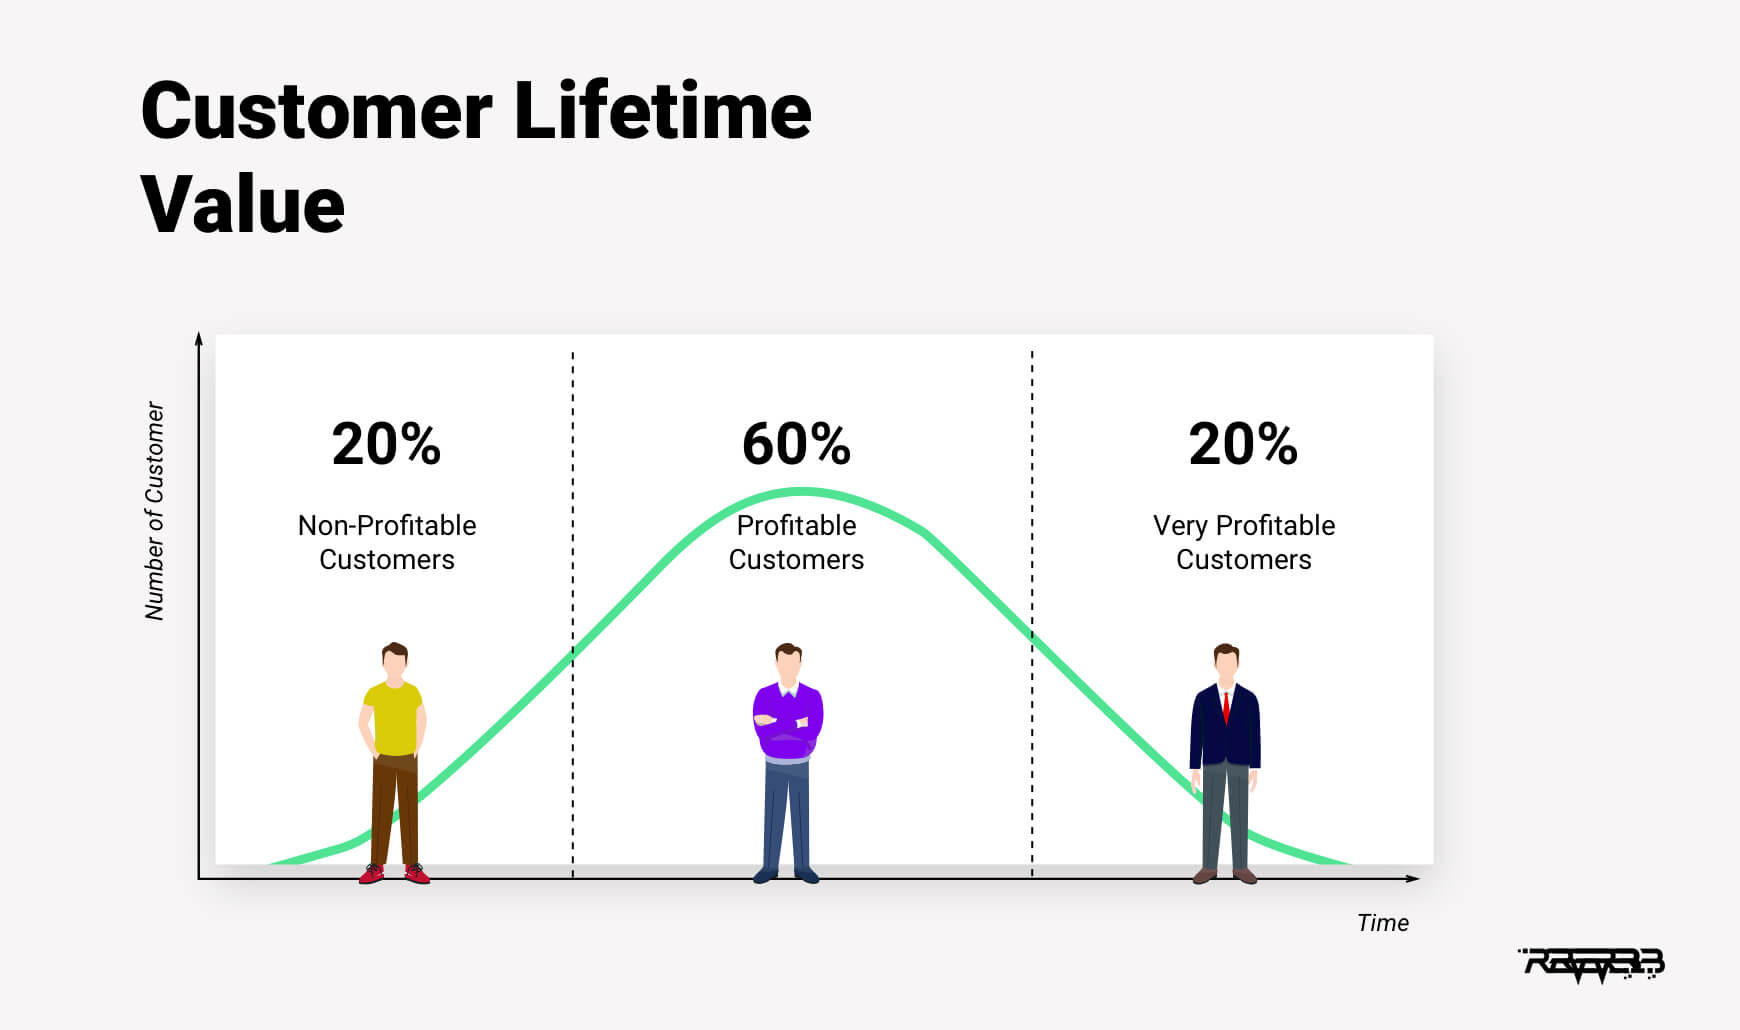 Customer Lifetime
Value
20%
60%
20%
Non-Profitable
Customers
Profitable
Customers
Very Profitable
Customers
Number of Customer
Time